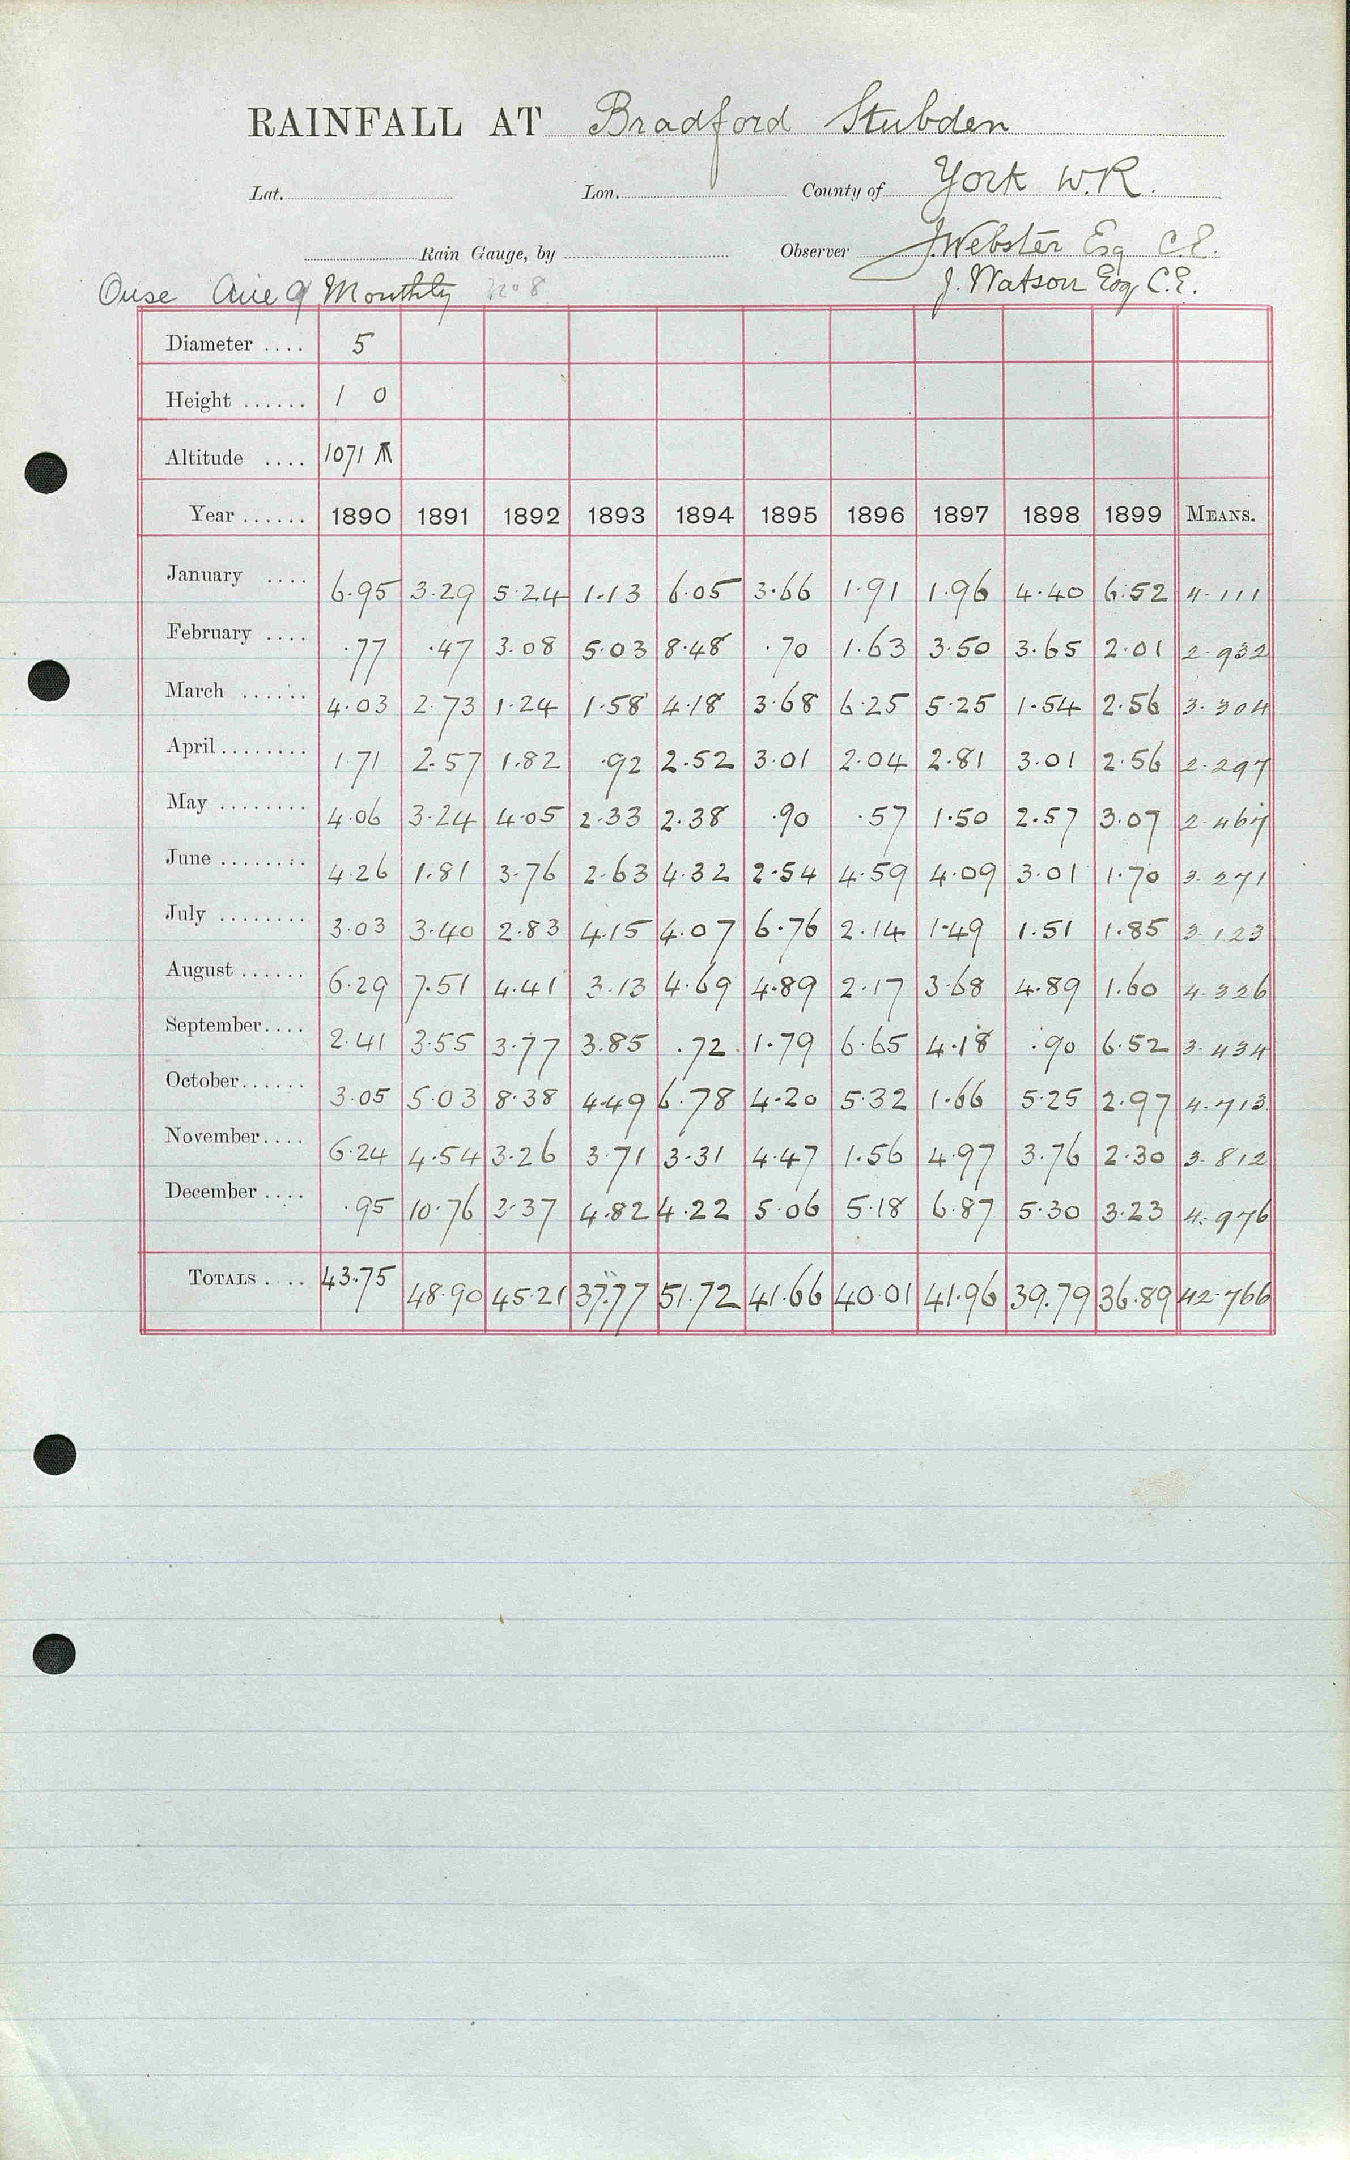 RAINFALL AT Bradford Stubden
Lat. Lon. County of York W.R.
Rain Gauge, by Observer J. Webster Esq C.E.
Ouse Aire 9 Monthly No 8 J. Watson Esq C.E.
Diameter .... 5
Height ...... 1 0
Altitude .... 1071
Year ...... 1890 1891 1892 1893 1894 1895 1896 1897 1898 1899 MEANS.
January .... 6.95 3.29 5.24 1.13 6.05 3.66 1.91 1.96 4.40 6.52 4.111
February .... .77 .47 3.08 5.03 8.48 .70 1.63 3.50 3.65 2.01 2.932
March ...... 4.03 2.73 1.24 1.58 4.18 3.68 6.25 5.25 1.54 2.56 3.304
April ........ 1.71 2.57 1.82 .92 2.52 3.01 2.04 2.81 3.01 2.56 2.297
May ........ 4.06 3.24 4.05 2.33 2.38 .90 .57 1.50 2.57 3.07 2.467
June ........ 4.26 1.81 3.76 2.63 4.32 2.54 4.59 4.09 3.01 1.70 3.271
July ........ 3.03 3.40 2.83 4.15 4.07 6.76 2.14 1.49 1.51 1.85 3.123
August ...... 6.29 7.51 4.41 3.13 4.69 4.89 2.17 3.68 4.89 1.60 4.326
September .... 2.41 3.55 3.77 3.85 .72 1.79 6.65 4.18 .90 6.52 3.434
October ...... 3.05 5.03 8.38 4.49 6.78 4.20 5.32 1.66 5.25 2.97 4.713
November .... 6.24 4.54 3.26 3.71 3.31 4.47 1.56 4.97 3.76 2.30 3.812
December .... .95 10.76 3.37 4.82 4.22 5.06 5.18 6.87 5.30 3.23 4.976
TOTALS .... 43.75 48.90 45.21 37.77 51.72 41.66 40.01 41.96 39.79 36.89 42.766